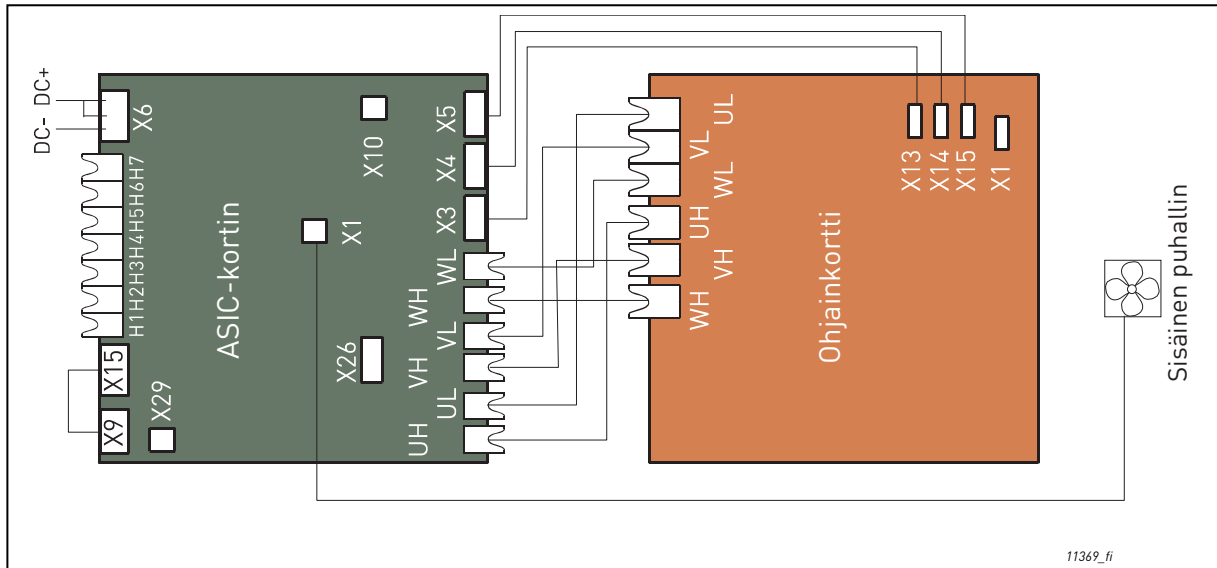 DC- DC+
X6
H1H2H3H4H5H6H7
X15
X9
X29
ASIC-kortin
X10
X1
X26
X5
X4
X3
WL
WH
VL
VH
UL
UH
UL
VL
WL
UH
VH
WH
Ohjainkortti
X13
X14
X15
X1
Sisäinen puhallin
11369_fi